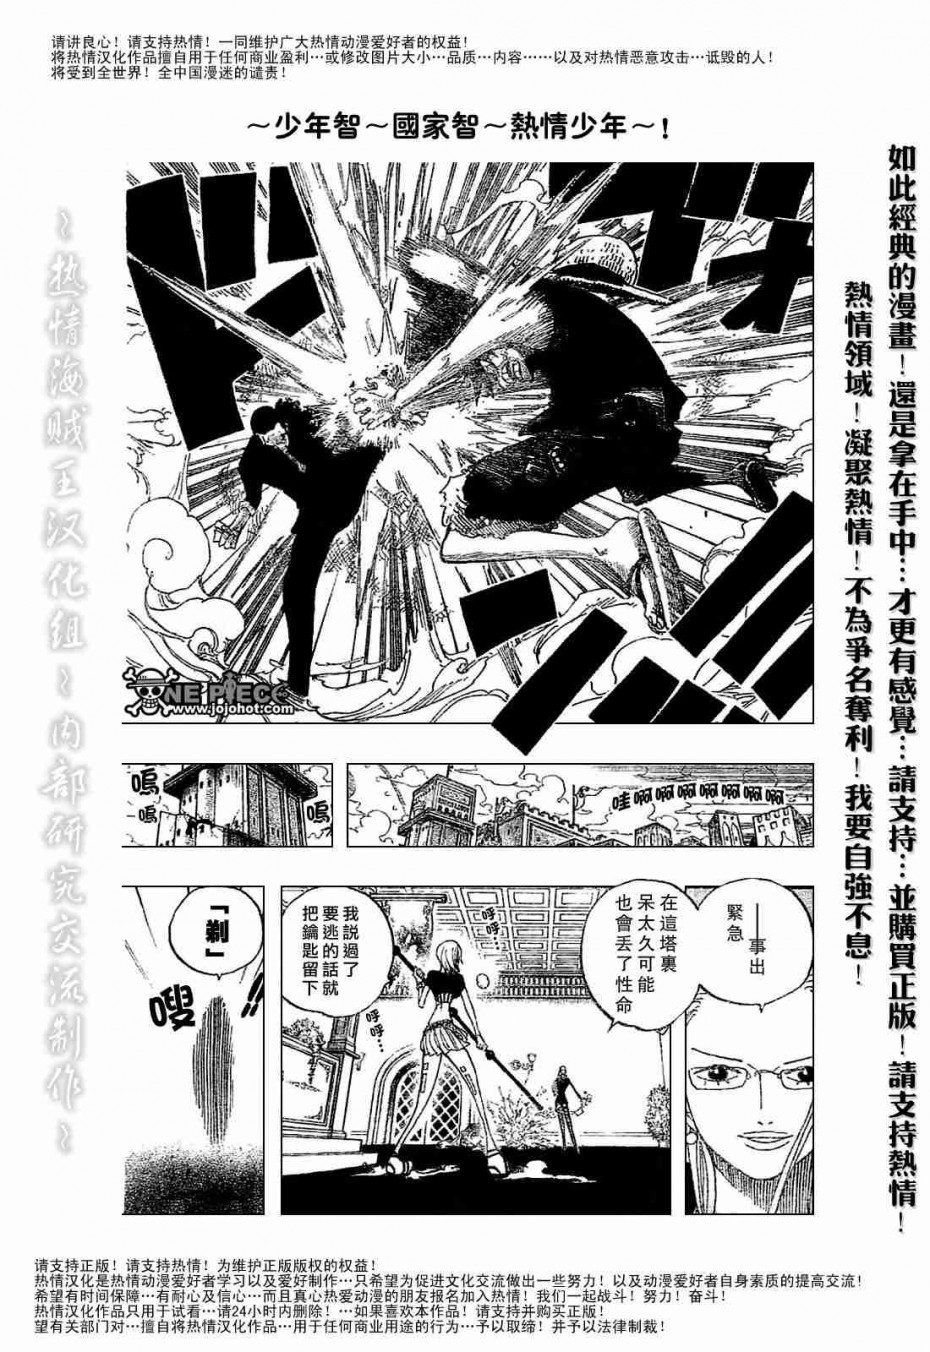 请讲良心！请支持热情！一同维护广大热情动漫爱好者的权益！
将热情汉化作品擅自用于任何商业盈利…或修改图片大小…品质…内容……以及对热情恶意攻击…诋毁的人！
将受到全世界！全中国漫迷的谴责！
～少年智～國家智～熱情少年～！
如此經典的漫畫！還是拿在手中…才更有感覺…請支持…並購買正版！請支持熱情！
熱情領域！凝聚熱情！不為爭名奪利！我要自強不息！
～热情海贼王汉化组～内部研究交流制作～
ONE PIECE
www.jojohot.com
哇啊啊啊啊啊啊
嗚
嗚
嗚
——事出
緊急
在這塔裏
呆太久可能
也會丟了性命
呼呼…
我説過了
要逃的話就
把鑰匙留下
呼呼…
「剃」
嗖
!!
请支持正版！请支持热情！为维护正版版权的权益！
热情汉化是热情动漫爱好者学习以及爱好制作…只希望为促进文化交流做出一些努力！以及动漫爱好者自身素质的提高交流！
希望有时间保障…有耐心及信心…而且真心热爱动漫的朋友报名加入热情！我们一起战斗！努力！奋斗！
热情汉化作品只用于试看…请24小时内删除！…如果喜欢本作品！请支持并购买正版！
望有关部门对…擅自将热情汉化作品…用于任何商业用途的行为…予以取缔！并予以法律制裁！